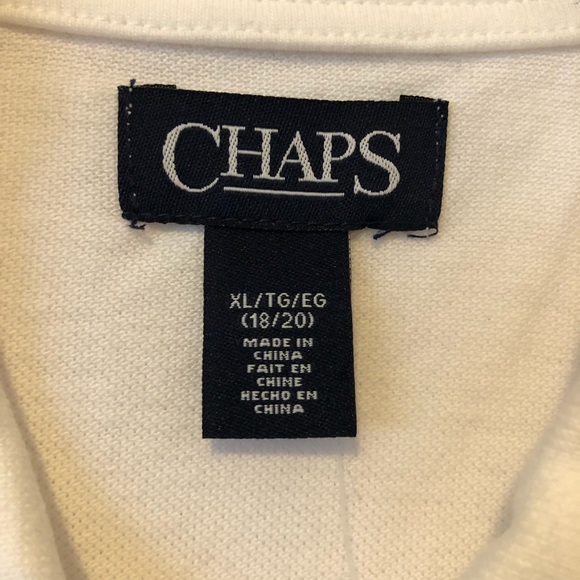 CHAPS
XL/TG/EG
(18/20)
MADE IN
CHINA
FAIT EN
CHINE
HECHO EN
CHINA